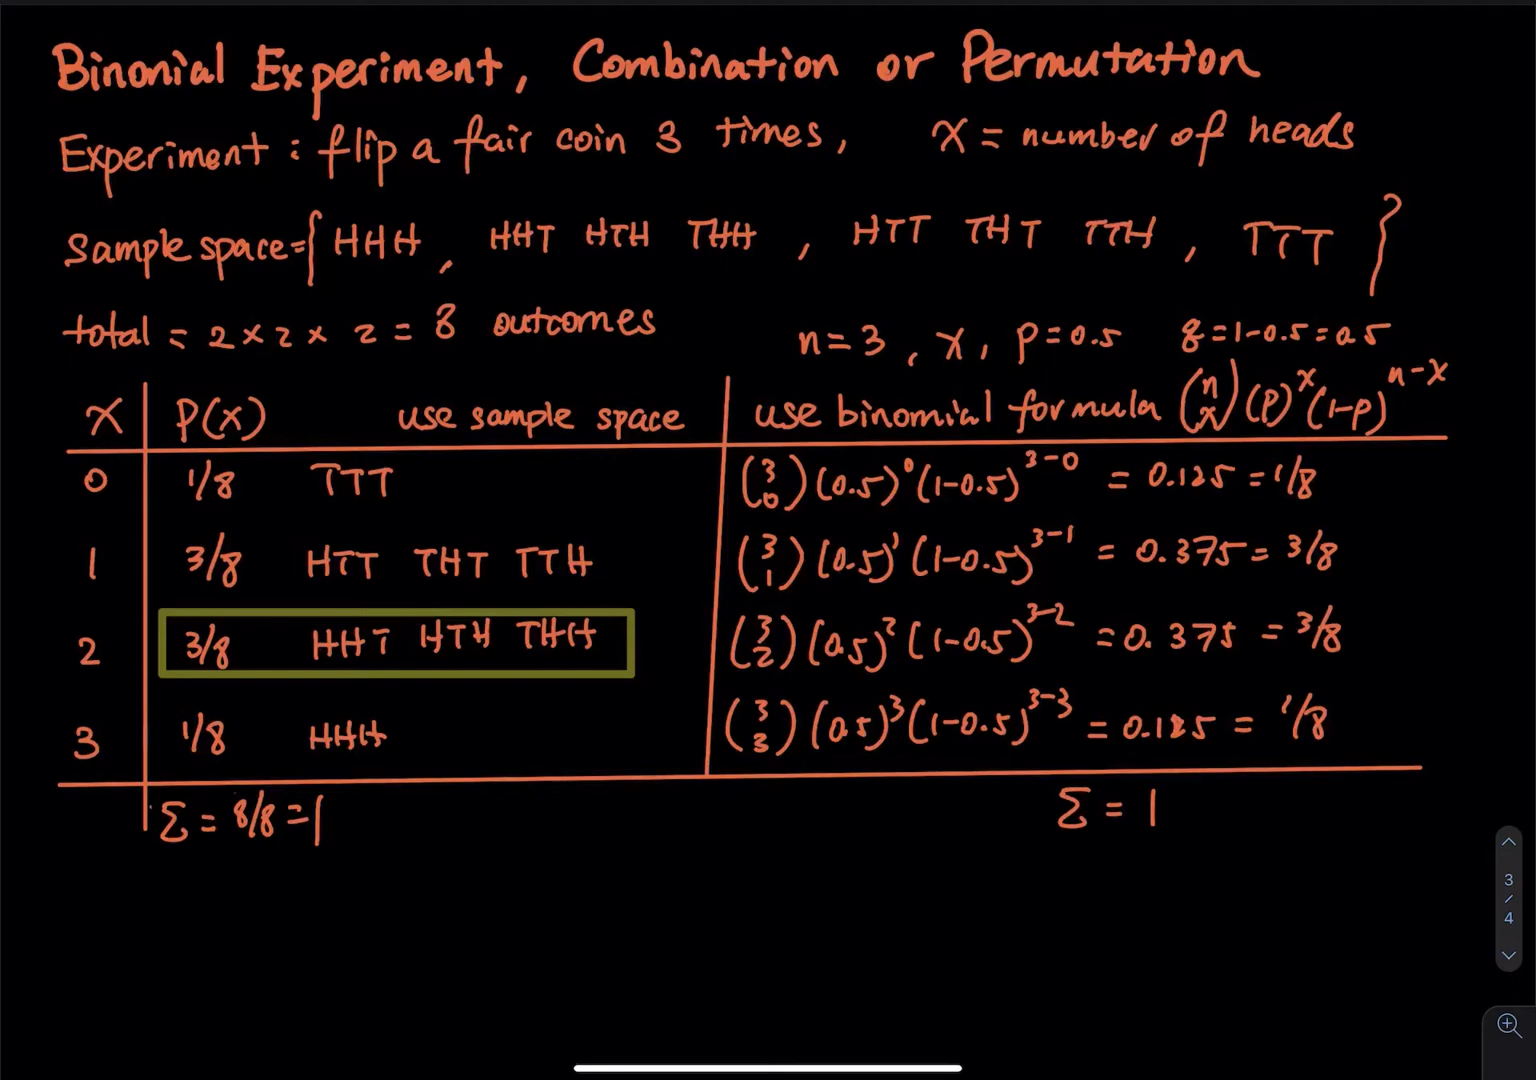 Binonial Experiment, Combination or Permutation
Experiment : flip a fair coin 3 times, X = number of heads
Sample space = { HHH, HHT HTH THH, HTT THT TTH, TTT }
total = 2 × 2 × 2 = 8 outcomes
n = 3, x, p = 0.5 q = 1-0.5 = 0.5
X P(x) use sample space use binomial formula (n x) (p)^x (1-p)^n-x
0 1/8 TTT (3 0) (0.5)^0 (1-0.5)^3-0 = 0.125 = 1/8
1 3/8 HTT THT TTH (3 1) (0.5)^1 (1-0.5)^3-1 = 0.375 = 3/8
2 3/8 HHT HTH THH (3 2) (0.5)^2 (1-0.5)^3-2 = 0.375 = 3/8
3 1/8 HHH (3 3) (0.5)^3 (1-0.5)^3-3 = 0.125 = 1/8
Σ = 8/8 = 1 Σ = 1
3
/
4